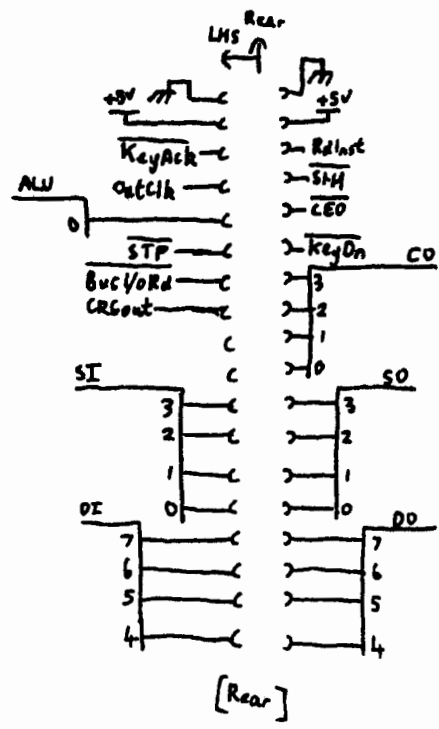 Rear
LHS
+5V
+5V
KeyAck
RdInst
OutClk
SMH
ALU
CEO
0
STP
KeyDn
CO
BusI/ORd
3
CRGout
2
1
0
SI
SO
3
3
2
2
1
1
0
0
DI
DO
7
7
6
6
5
5
4
4
[Rear]